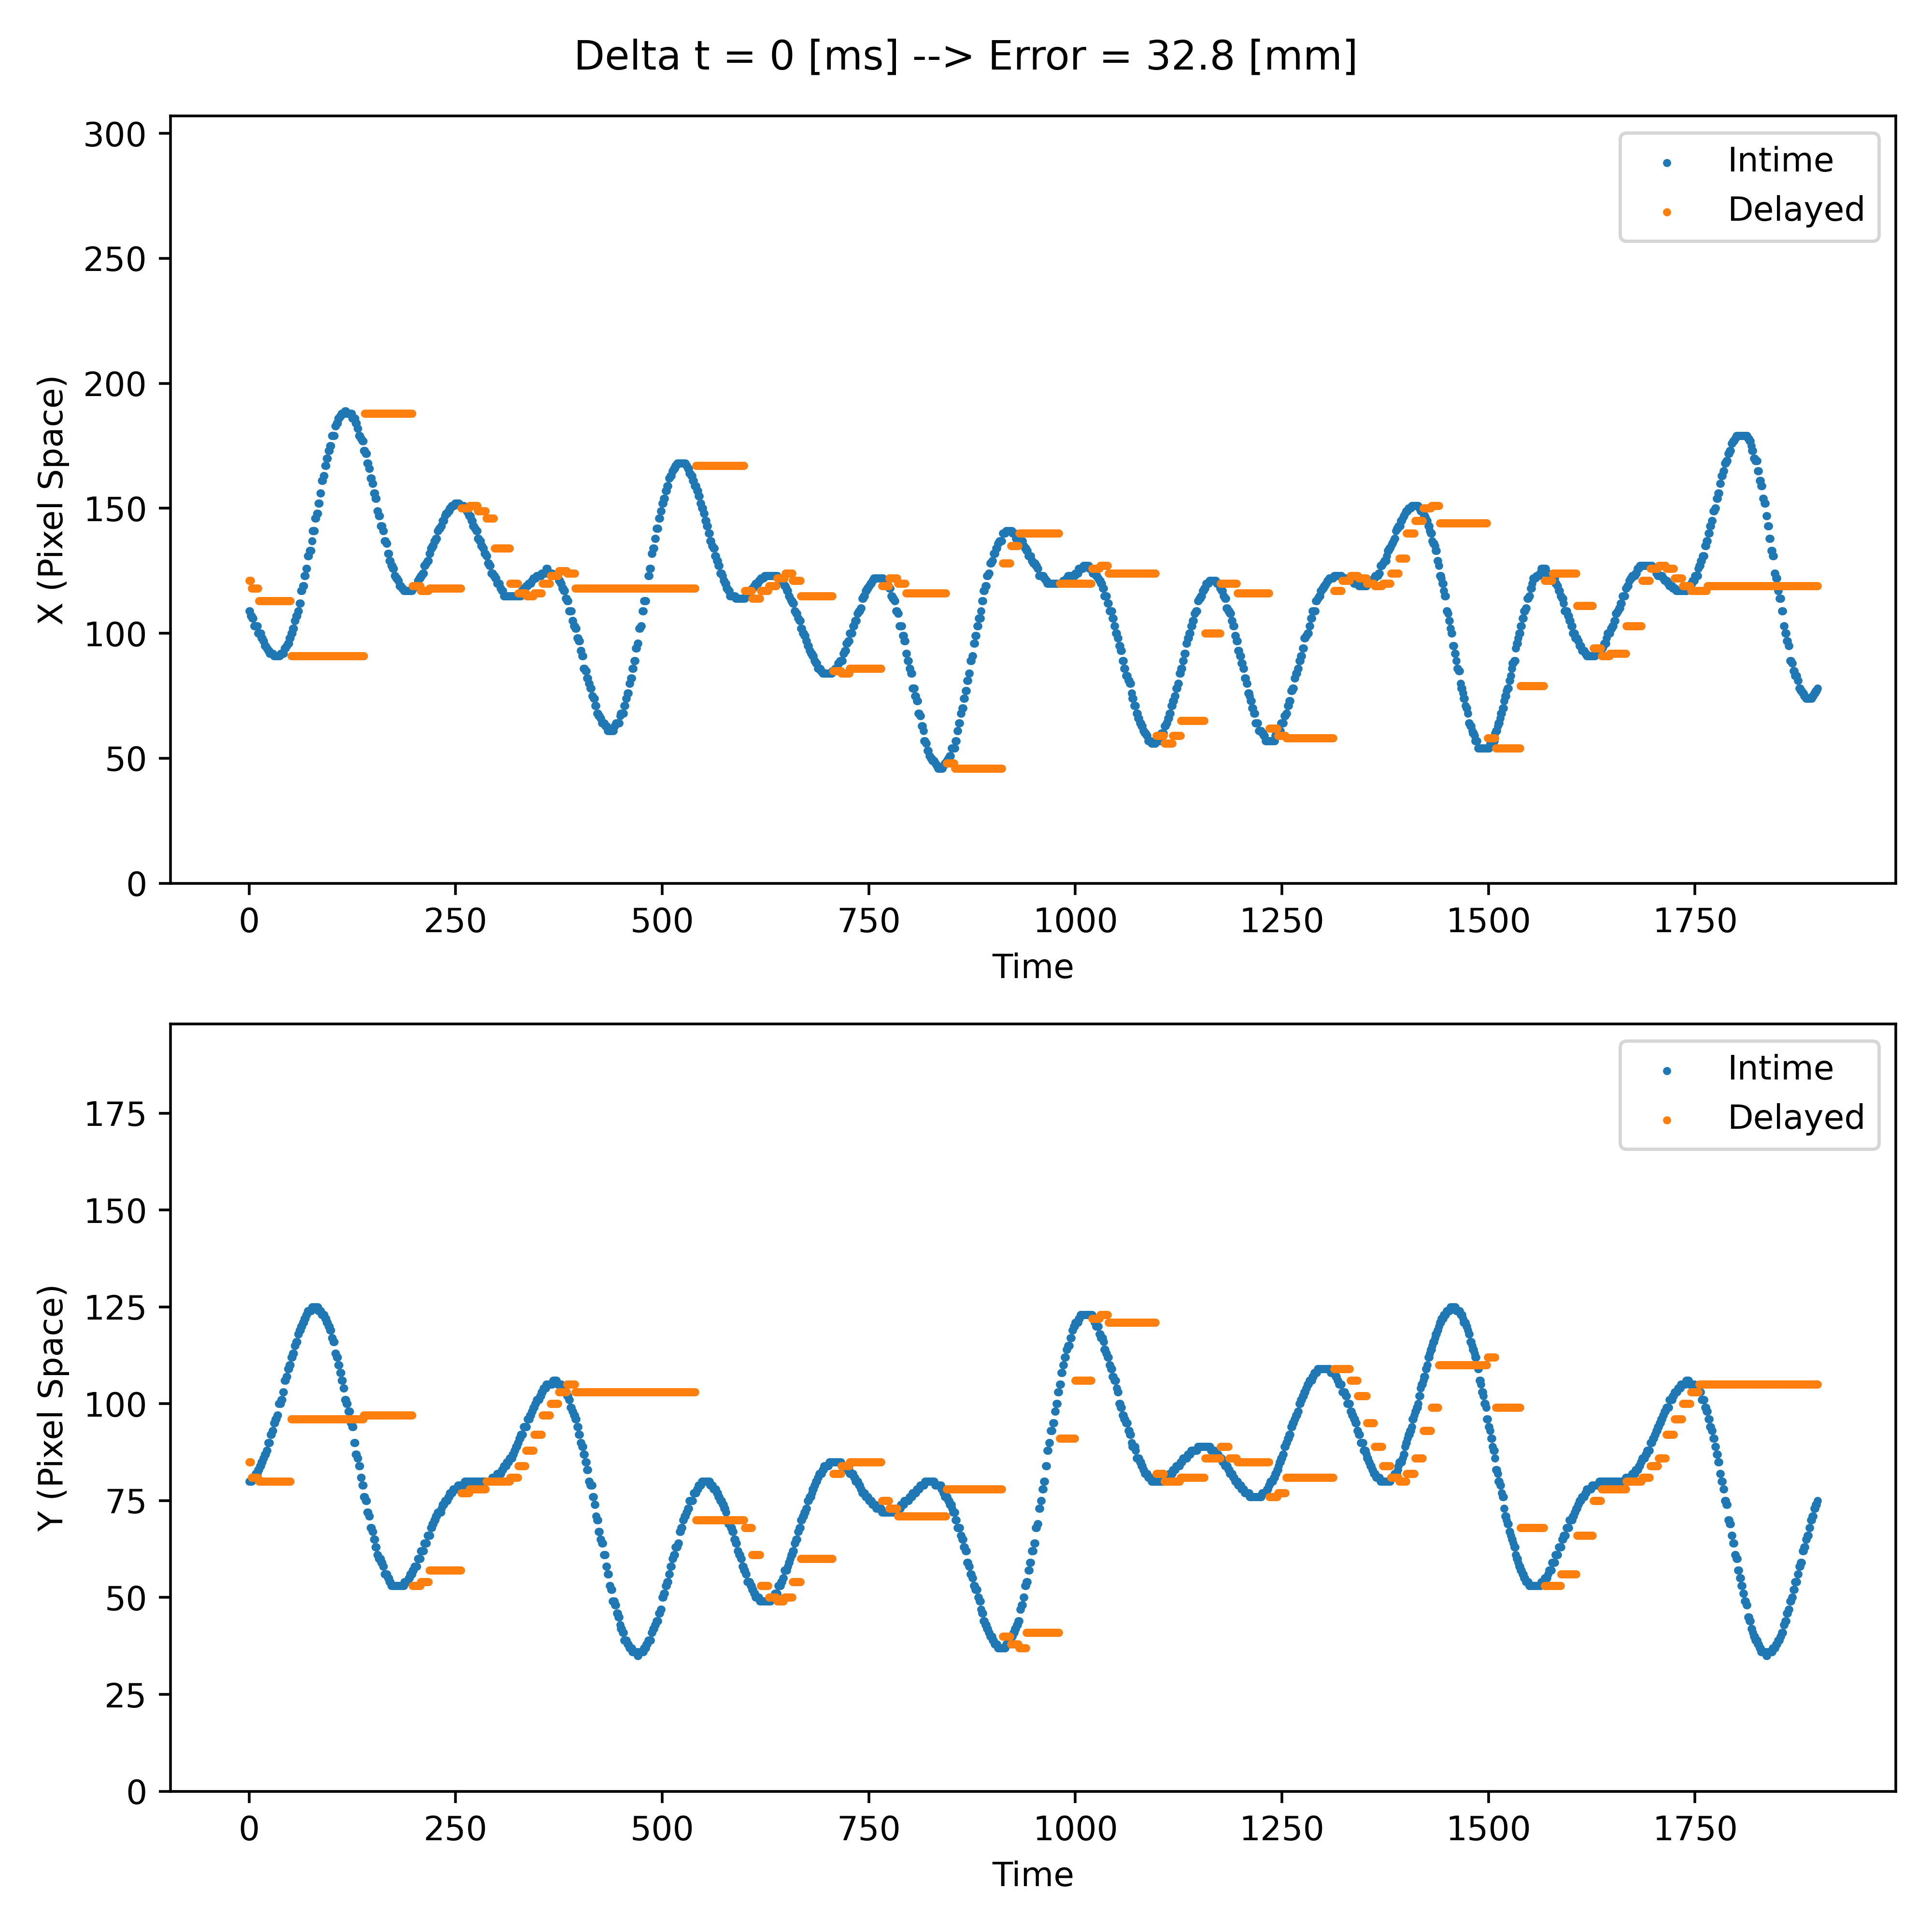 Delta t = 0 [ms] --> Error = 32.8 [mm]
300
250
200
150
100
50
0
X (Pixel Space)
Intime
Delayed
0 250 500 750 1000 1250 1500 1750
Time
175
150
125
100
75
50
25
0
Y (Pixel Space)
Intime
Delayed
0 250 500 750 1000 1250 1500 1750
Time